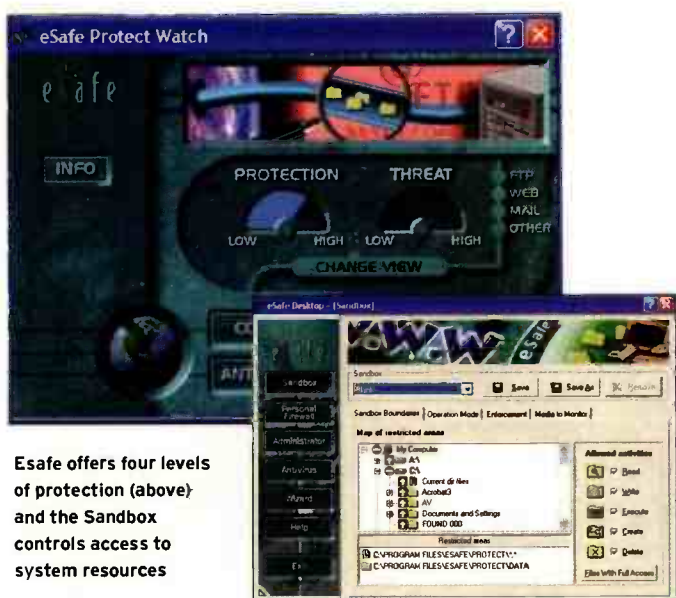 eSafe Protect Watch
INFO
PROTECTION
THREAT
FTP
WEB
MAIL
OTHER
LOW HIGH
LOW HIGH
CHANGE VIEW
eSafe Desktop - [Sandbox]
eSafe
Sandbox
Personal Firewall
Administrator
Antivirus
Wizard
Help
Sandbox
Save
Save As
Remove
Sandbox Boundaries
Operation Mode
Enforcement
Media to Monitor
Map of restricted areas
My Computer
A:\
C:\
Current dir files
Acrobat3
AV
Documents and Settings
FOUND 000
Restricted areas
C:\PROGRAM FILES\ESAFE\PROTECT\*.*
C:\PROGRAM FILES\ESAFE\PROTECT\DATA
Allowed activities
Read
Write
Execute
Create
Delete
Files With Full Access
Esafe offers four levels
of protection (above)
and the Sandbox
controls access to
system resources